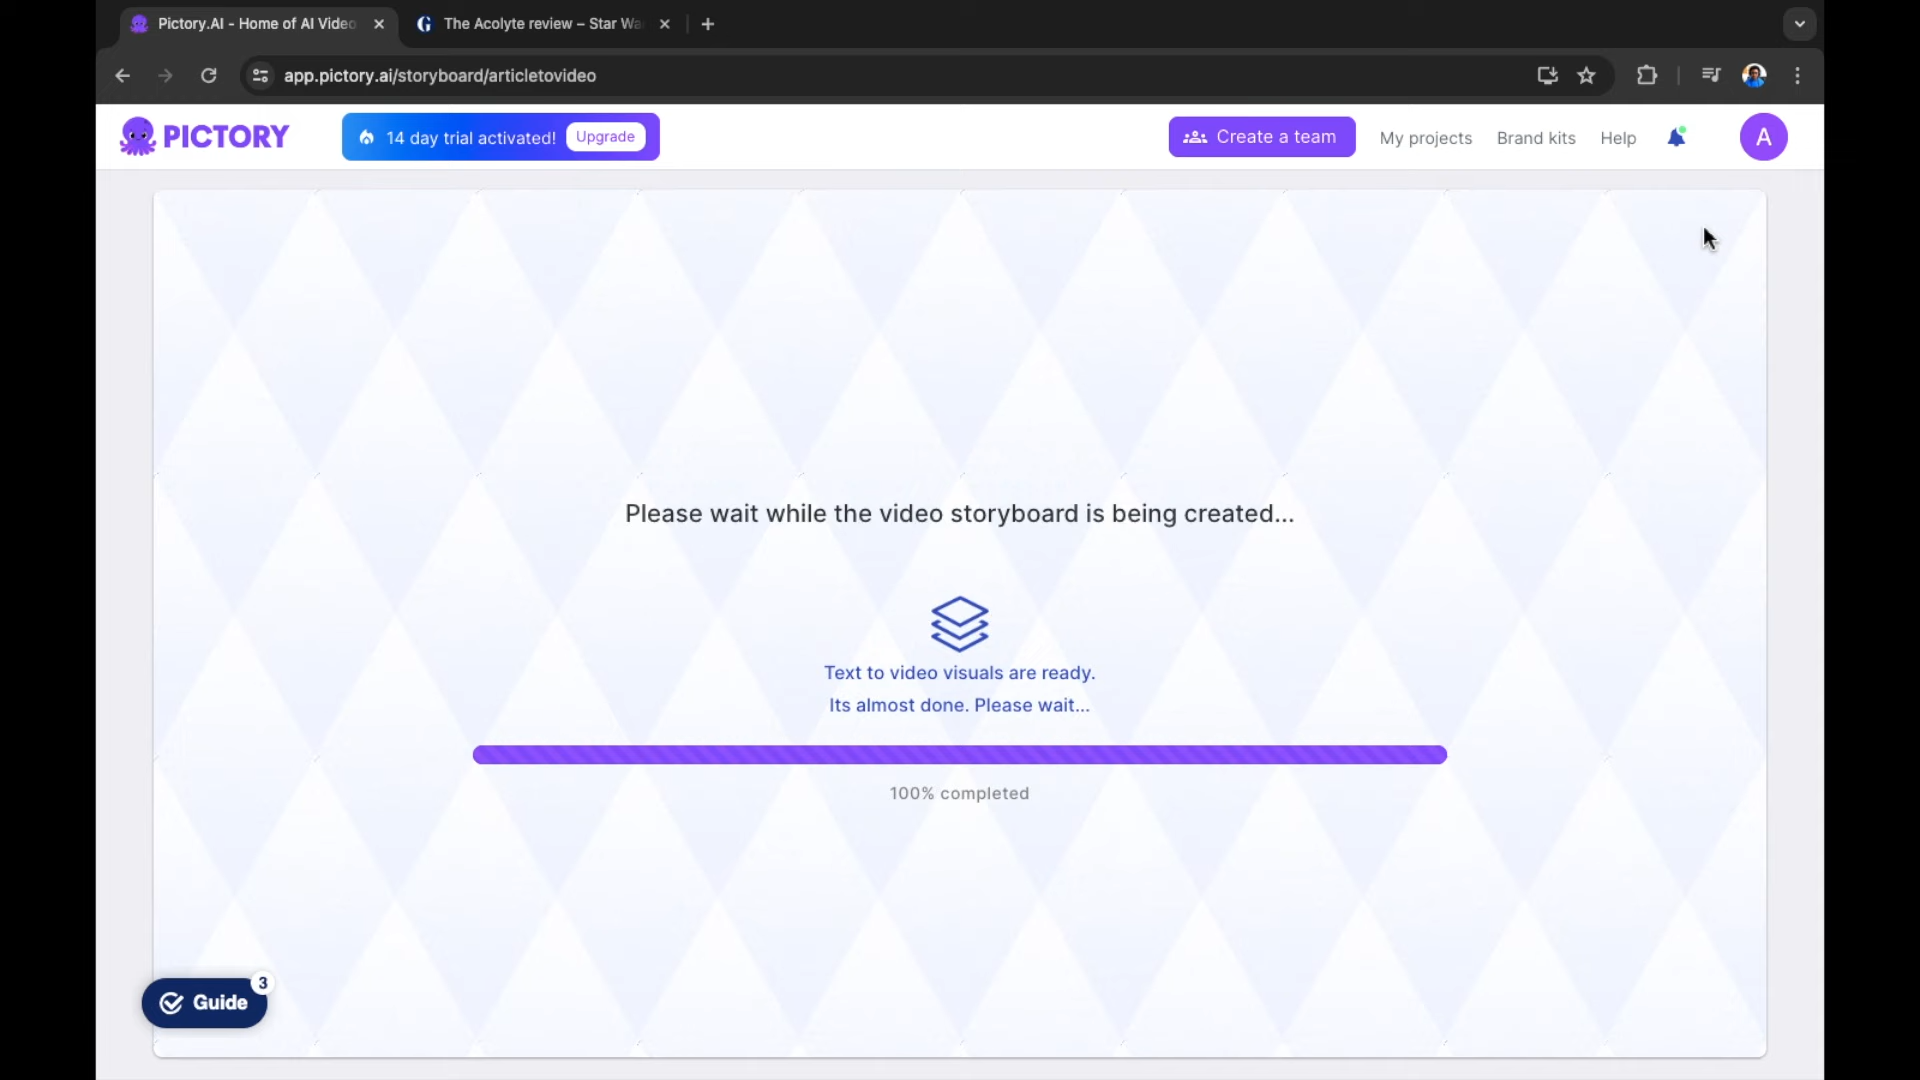 Pictory.AI - Home of AI Video
The Acolyte review – Star Wa
app.pictory.ai/storyboard/articletovideo
PICTORY
14 day trial activated!
Upgrade
Create a team
My projects
Brand kits
Help
A
Please wait while the video storyboard is being created...
Text to video visuals are ready.
Its almost done. Please wait...
100% completed
Guide
3